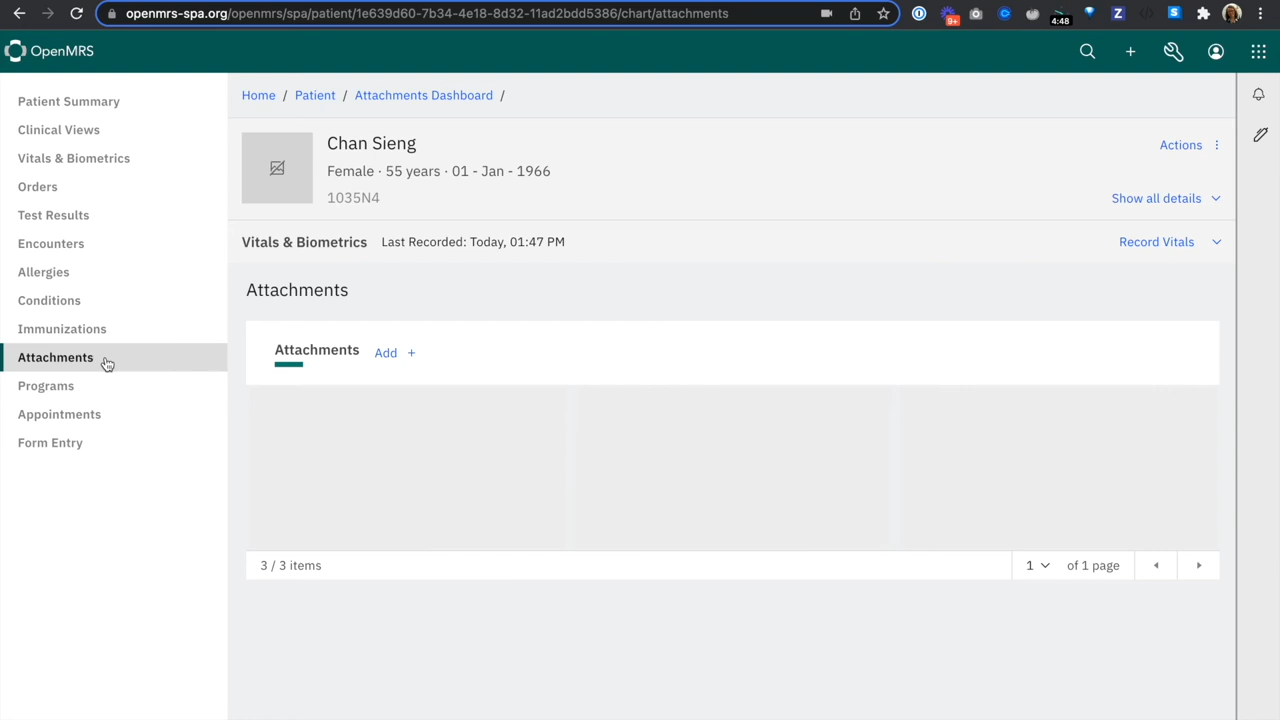 openmrs-spa.org/openmrs/spa/patient/1e639d60-7b34-4e18-8d32-11ad2bdd5386/chart/attachments
9+
4:48
Z
S
OpenMRS
Patient Summary
Clinical Views
Vitals & Biometrics
Orders
Test Results
Encounters
Allergies
Conditions
Immunizations
Attachments
Programs
Appointments
Form Entry
Home / Patient / Attachments Dashboard /
Chan Sieng
Actions
Female · 55 years · 01 - Jan - 1966
1035N4
Show all details
Vitals & Biometrics Last Recorded: Today, 01:47 PM
Record Vitals
Attachments
Attachments Add +
3 / 3 items
1 of 1 page